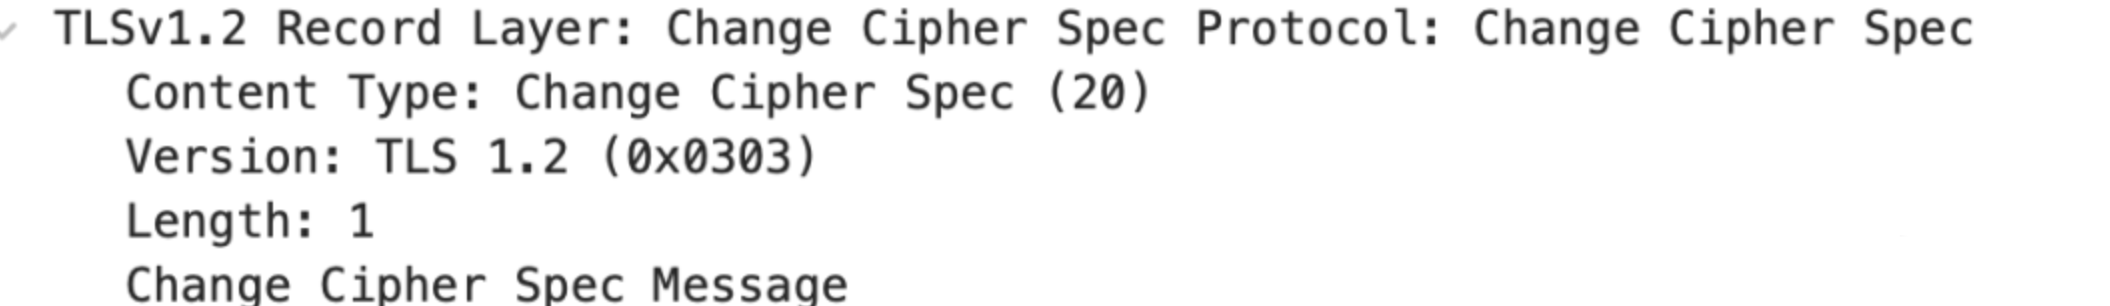 TLSv1.2 Record Layer: Change Cipher Spec Protocol: Change Cipher Spec
Content Type: Change Cipher Spec (20)
Version: TLS 1.2 (0x0303)
Length: 1
Change Cipher Spec Message